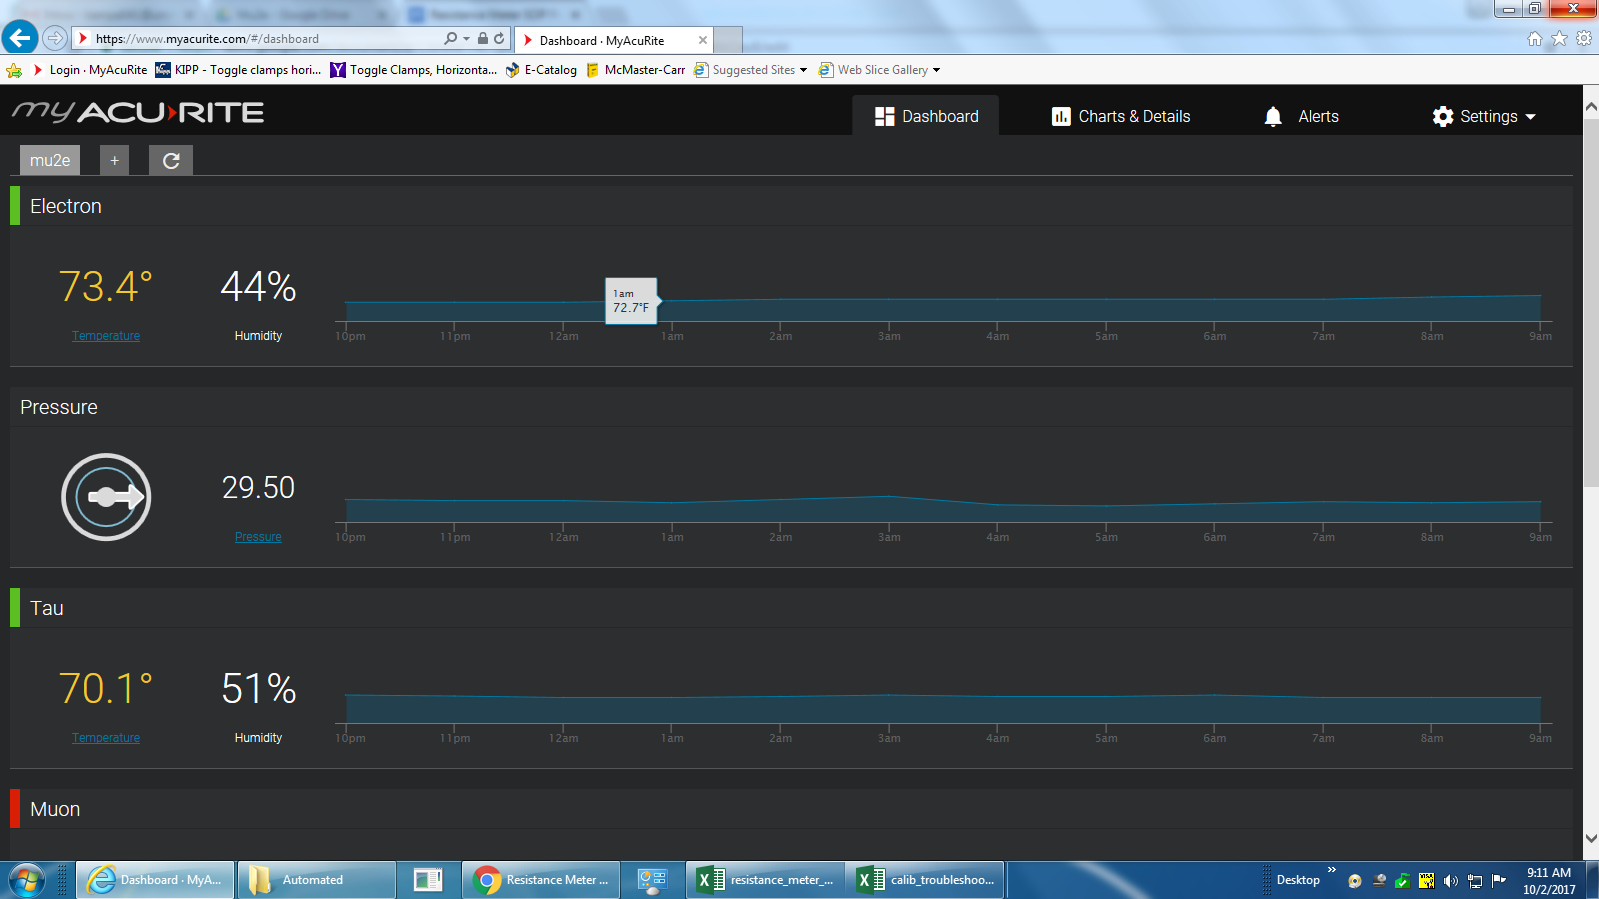 https://www.myacurite.com/#/dashboard
Dashboard · MyAcuRite
Login · MyAcuRite
KIPP - Toggle clamps hori...
Toggle Clamps, Horizonta...
E-Catalog
McMaster-Carr
Suggested Sites
Web Slice Gallery
my ACU›RITE
Dashboard
Charts & Details
Alerts
Settings
mu2e
+
Electron
73.4°
44%
1am
72.7°F
Temperature
Humidity
10pm 11pm 12am 1am 2am 3am 4am 5am 6am 7am 8am 9am
Pressure
29.50
Pressure
10pm 11pm 12am 1am 2am 3am 4am 5am 6am 7am 8am 9am
Tau
70.1°
51%
Temperature
Humidity
10pm 11pm 12am 1am 2am 3am 4am 5am 6am 7am 8am 9am
Muon
Dashboard · MyA...
Automated
Resistance Meter ...
resistance_meter_...
calib_troubleshoo...
Desktop
9:11 AM
10/2/2017